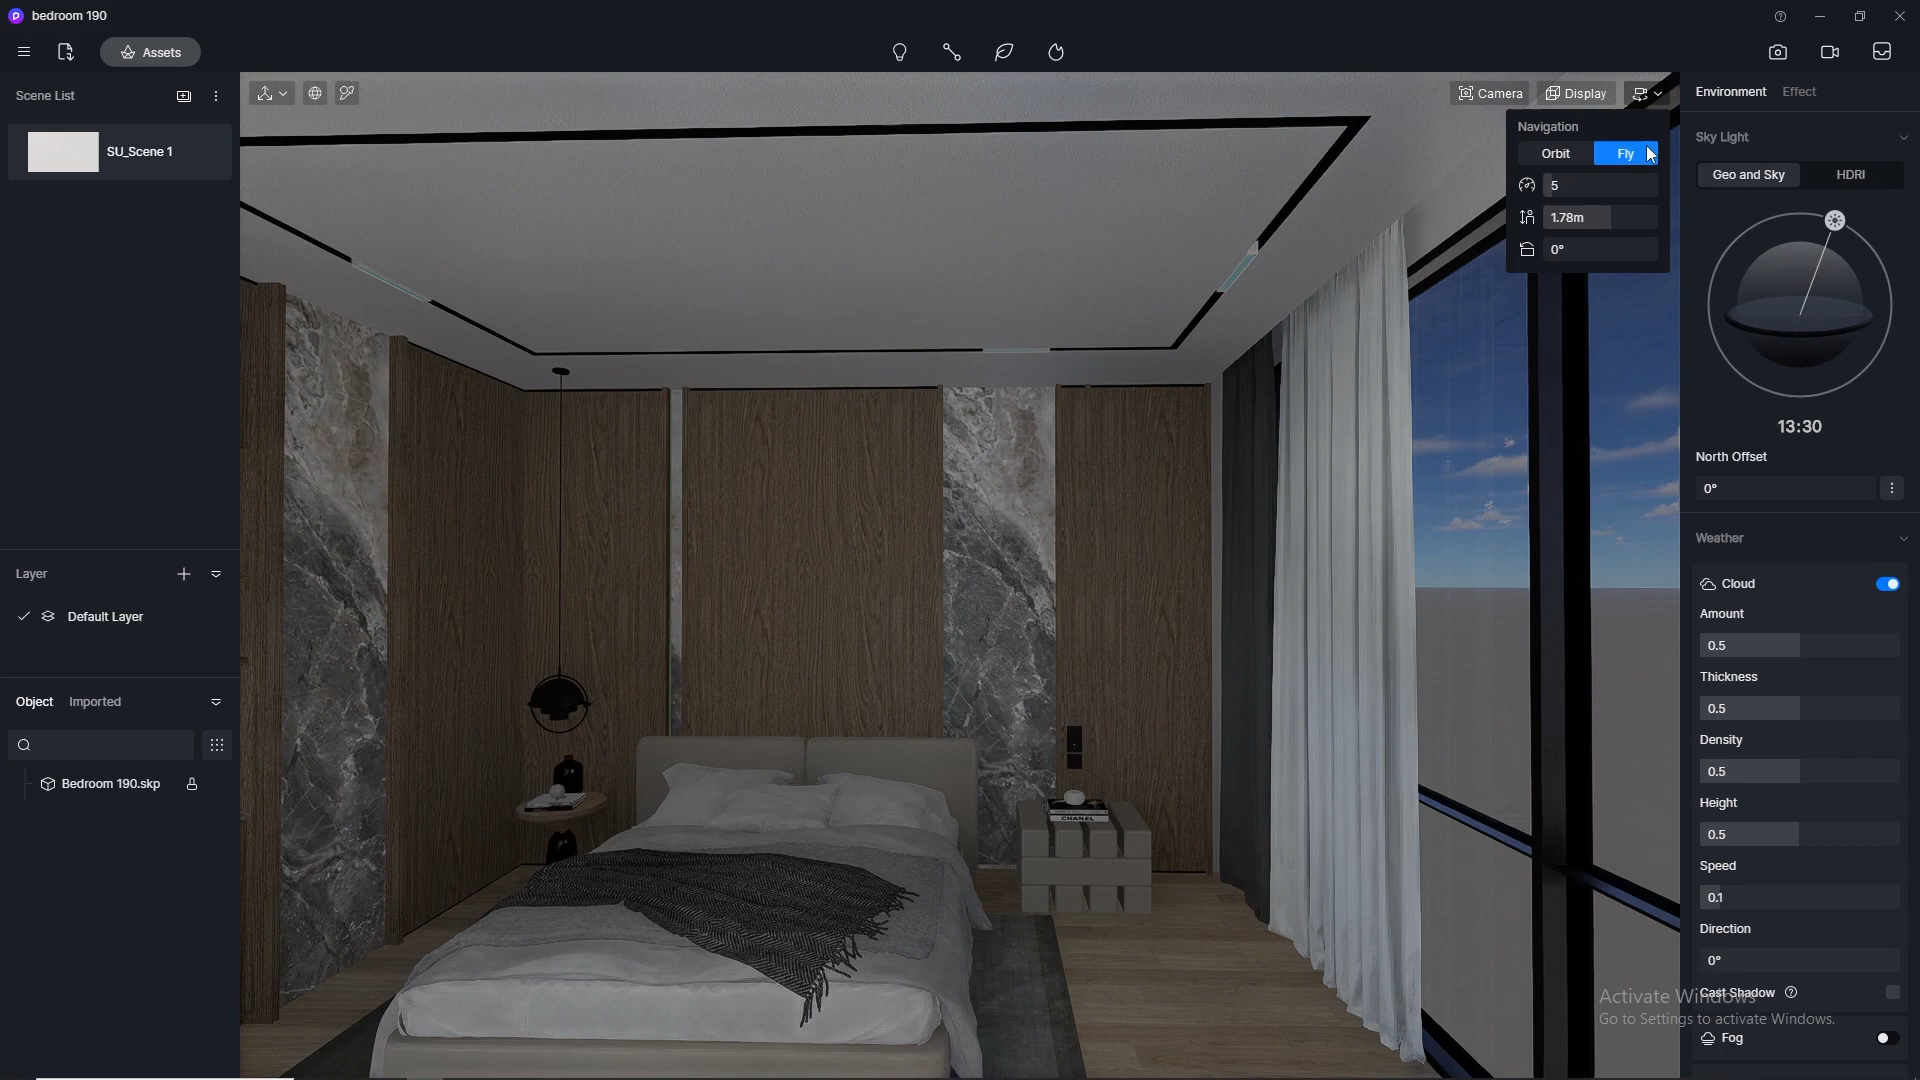 bedroom 190
Assets
Scene List
SU_Scene 1
Layer
Default Layer
Object Imported
Bedroom 190.skp
Camera
Display
Navigation
Orbit Fly
5
1.78m
0°
CHANEL
Environment Effect
Sky Light
Geo and Sky HDRI
13:30
North Offset
0°
Weather
Cloud
Amount
0.5
Thickness
0.5
Density
0.5
Height
0.5
Speed
0.1
Direction
0°
Cast Shadow
Fog
Activate Windows
Go to Settings to activate Windows.